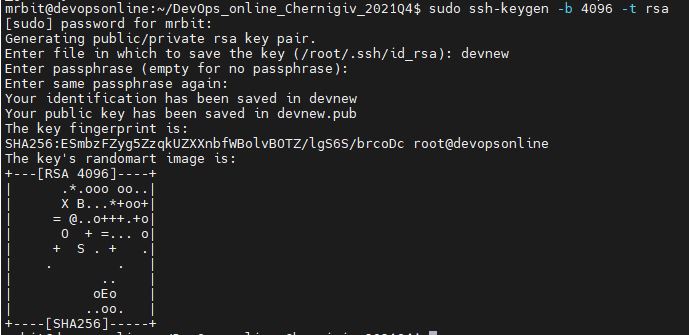 mrbit@devopsonline:~/DevOps_online_Chernigiv_2021Q4$ sudo ssh-keygen -b 4096 -t rsa
[sudo] password for mrbit:
Generating public/private rsa key pair.
Enter file in which to save the key (/root/.ssh/id_rsa): devnew
Enter passphrase (empty for no passphrase):
Enter same passphrase again:
Your identification has been saved in devnew
Your public key has been saved in devnew.pub
The key fingerprint is:
SHA256:ESmbzFZyg5ZzqkUZXXnbfWBolvBOTZ/lgS6S/brcoDc root@devopsonline
The key's randomart image is:
+---[RSA 4096]----+
|      .*.ooo oo..|
|      X B...*+oo+|
|     = @..o+++.+o|
|      O  + =... o|
|     +  S . +   .|
|    .        .   |
|          ..     |
|         oEo     |
|        ..oo.    |
+----[SHA256]-----+